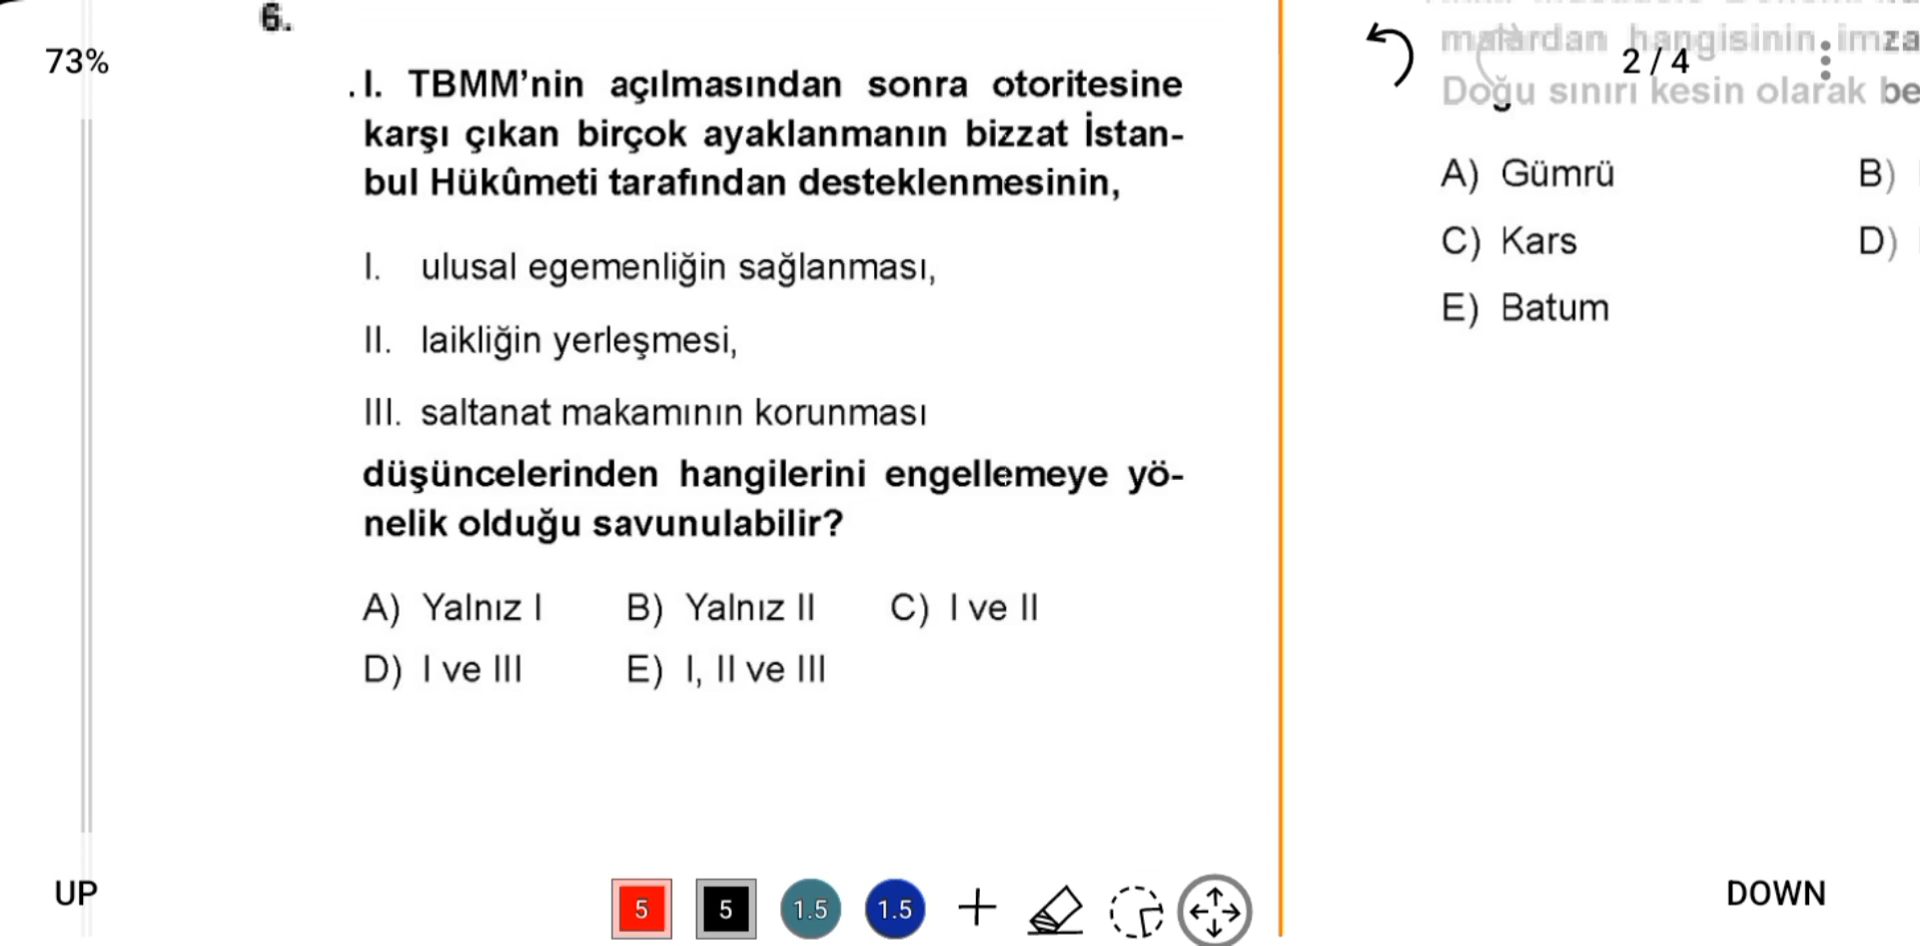 6.
73%
.I. TBMM'nin açılmasından sonra otoritesine
karşı çıkan birçok ayaklanmanın bizzat İstan-
bul Hükûmeti tarafından desteklenmesinin,
I. ulusal egemenliğin sağlanması,
II. laikliğin yerleşmesi,
III. saltanat makamının korunması
düşüncelerinden hangilerini engellemeye yö-
nelik olduğu savunulabilir?
A) Yalnız I B) Yalnız II C) I ve II
D) I ve III E) I, II ve III
hangisinin imza
2 / 4
Doğu sınırı kesin olarak be
A) Gümrü B)
C) Kars D)
E) Batum
UP
5 5 1.5 1.5
DOWN